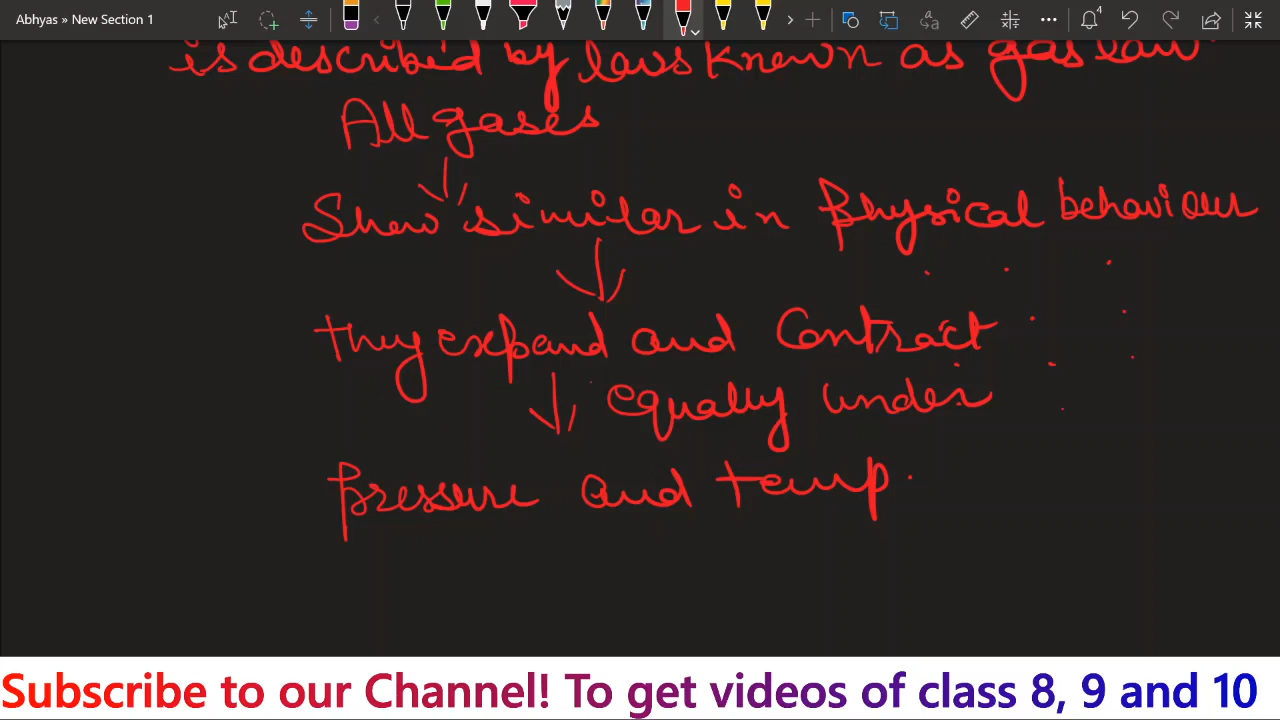 Abhyas » New Section 1
is described by laws known as gas law
All gases
Show similar in physical behaviour
they expand and Contract
equally under
pressure and temp.
Subscribe to our Channel! To get videos of class 8, 9 and 10